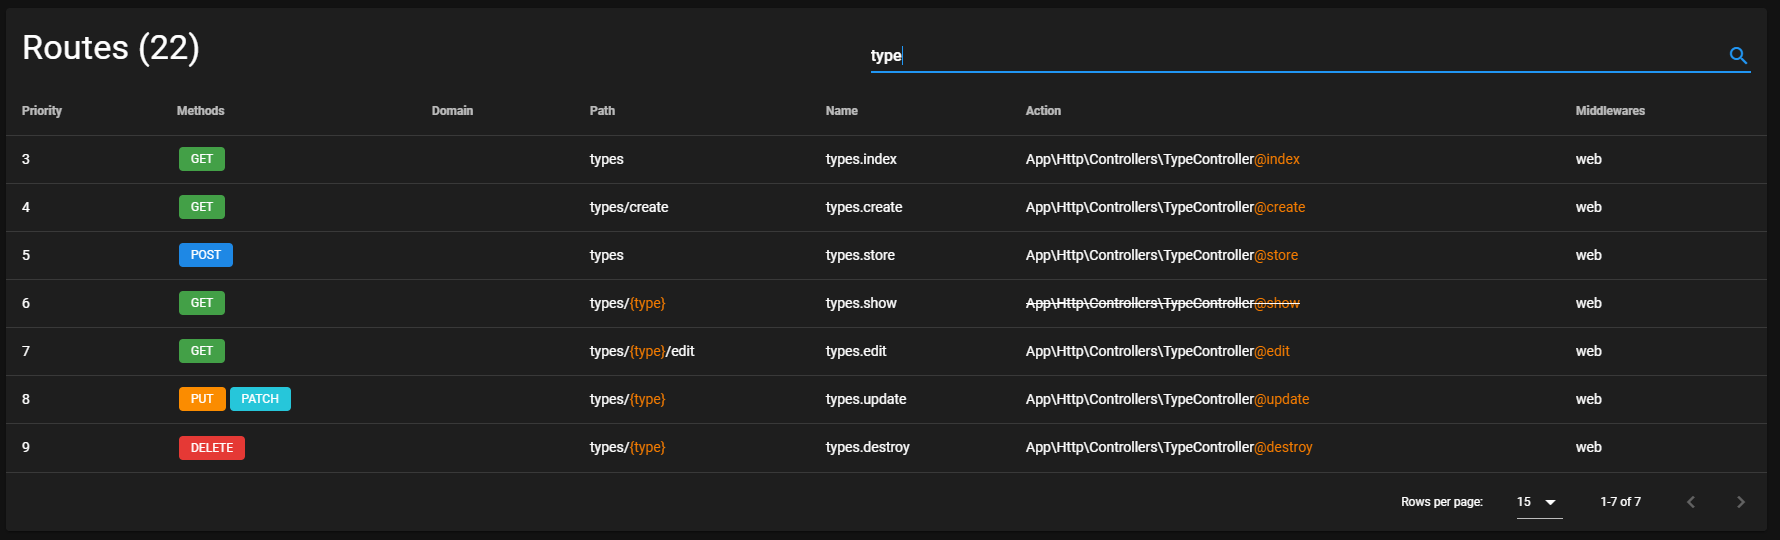 Routes (22)
type
Priority Methods Domain Path Name Action Middlewares
3 GET types types.index App\Http\Controllers\TypeController@index web
4 GET types/create types.create App\Http\Controllers\TypeController@create web
5 POST types types.store App\Http\Controllers\TypeController@store web
6 GET types/{type} types.show App\Http\Controllers\TypeController@show web
7 GET types/{type}/edit types.edit App\Http\Controllers\TypeController@edit web
8 PUT PATCH types/{type} types.update App\Http\Controllers\TypeController@update web
9 DELETE types/{type} types.destroy App\Http\Controllers\TypeController@destroy web
Rows per page: 15 1-7 of 7